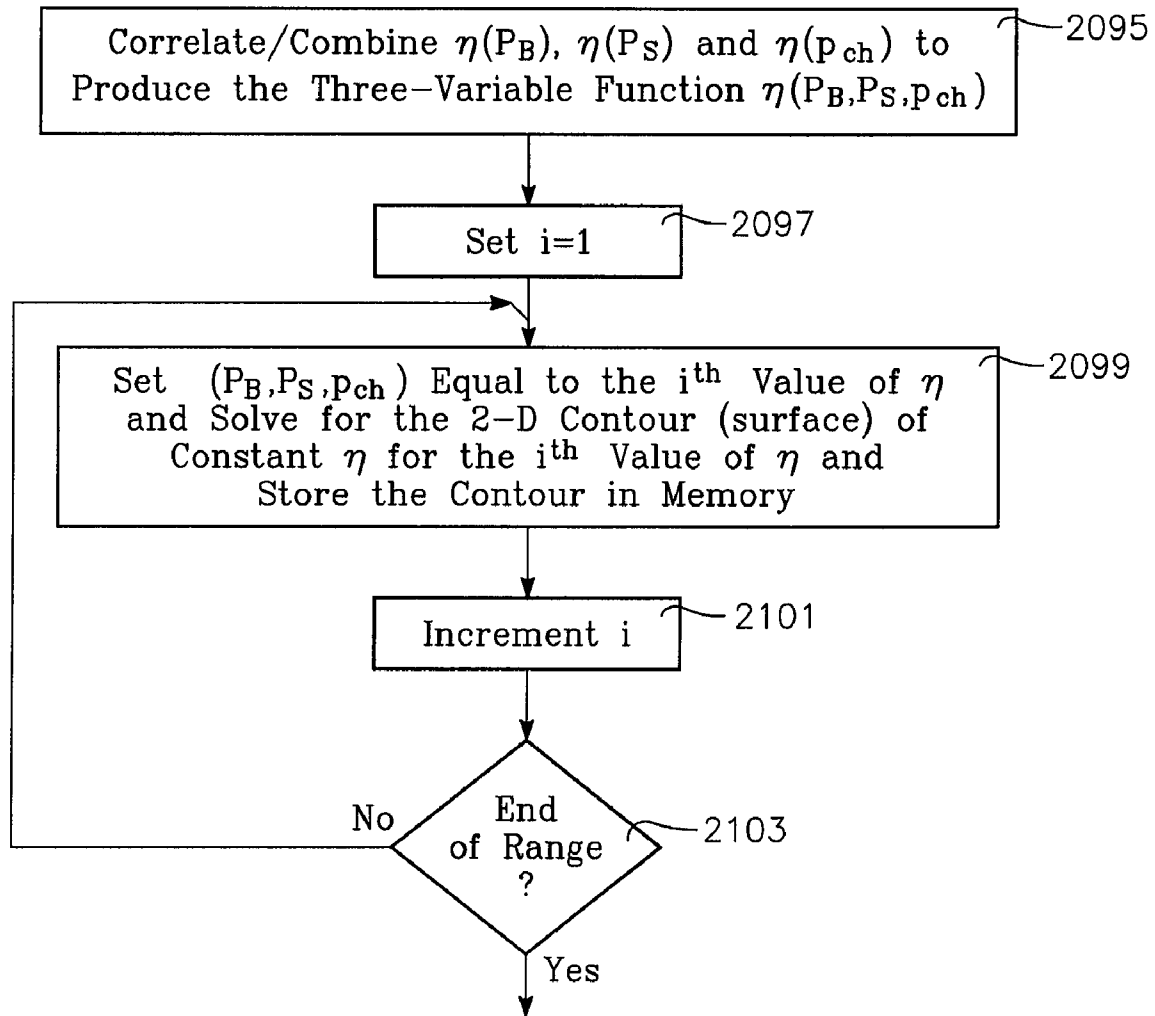 Correlate/Combine η(P_B), η(P_S) and η(p_ch) to
Produce the Three-Variable Function η(P_B,P_S,p_ch)
2095
Set i=1
2097
Set (P_B,P_S,p_ch) Equal to the i^th Value of η
and Solve for the 2-D Contour (surface) of
Constant η for the i^th Value of η and
Store the Contour in Memory
2099
Increment i
2101
End
of Range
?
2103
No
Yes